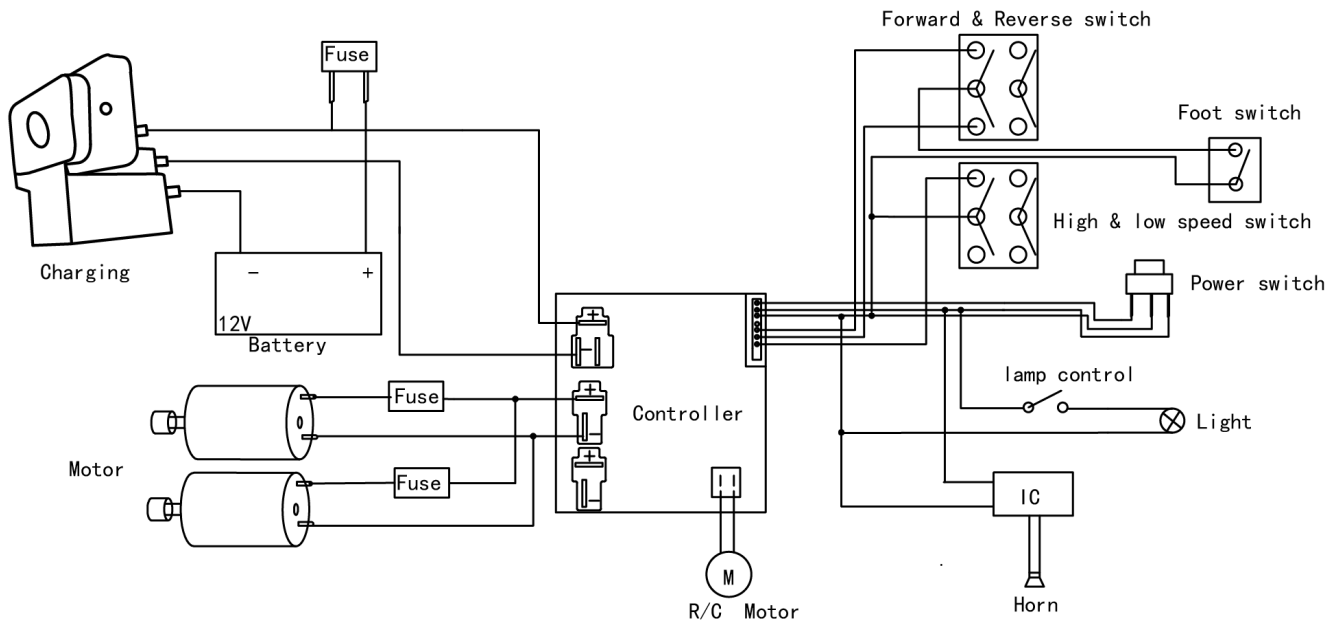 Forward & Reverse switch
Fuse
Foot switch
High & low speed switch
Charging
－ +
Power switch
12V
Battery
+
－
lamp control
Fuse
+
－
Controller
Light
Motor
Fuse
+
－
IC
M
R/C Motor
Horn